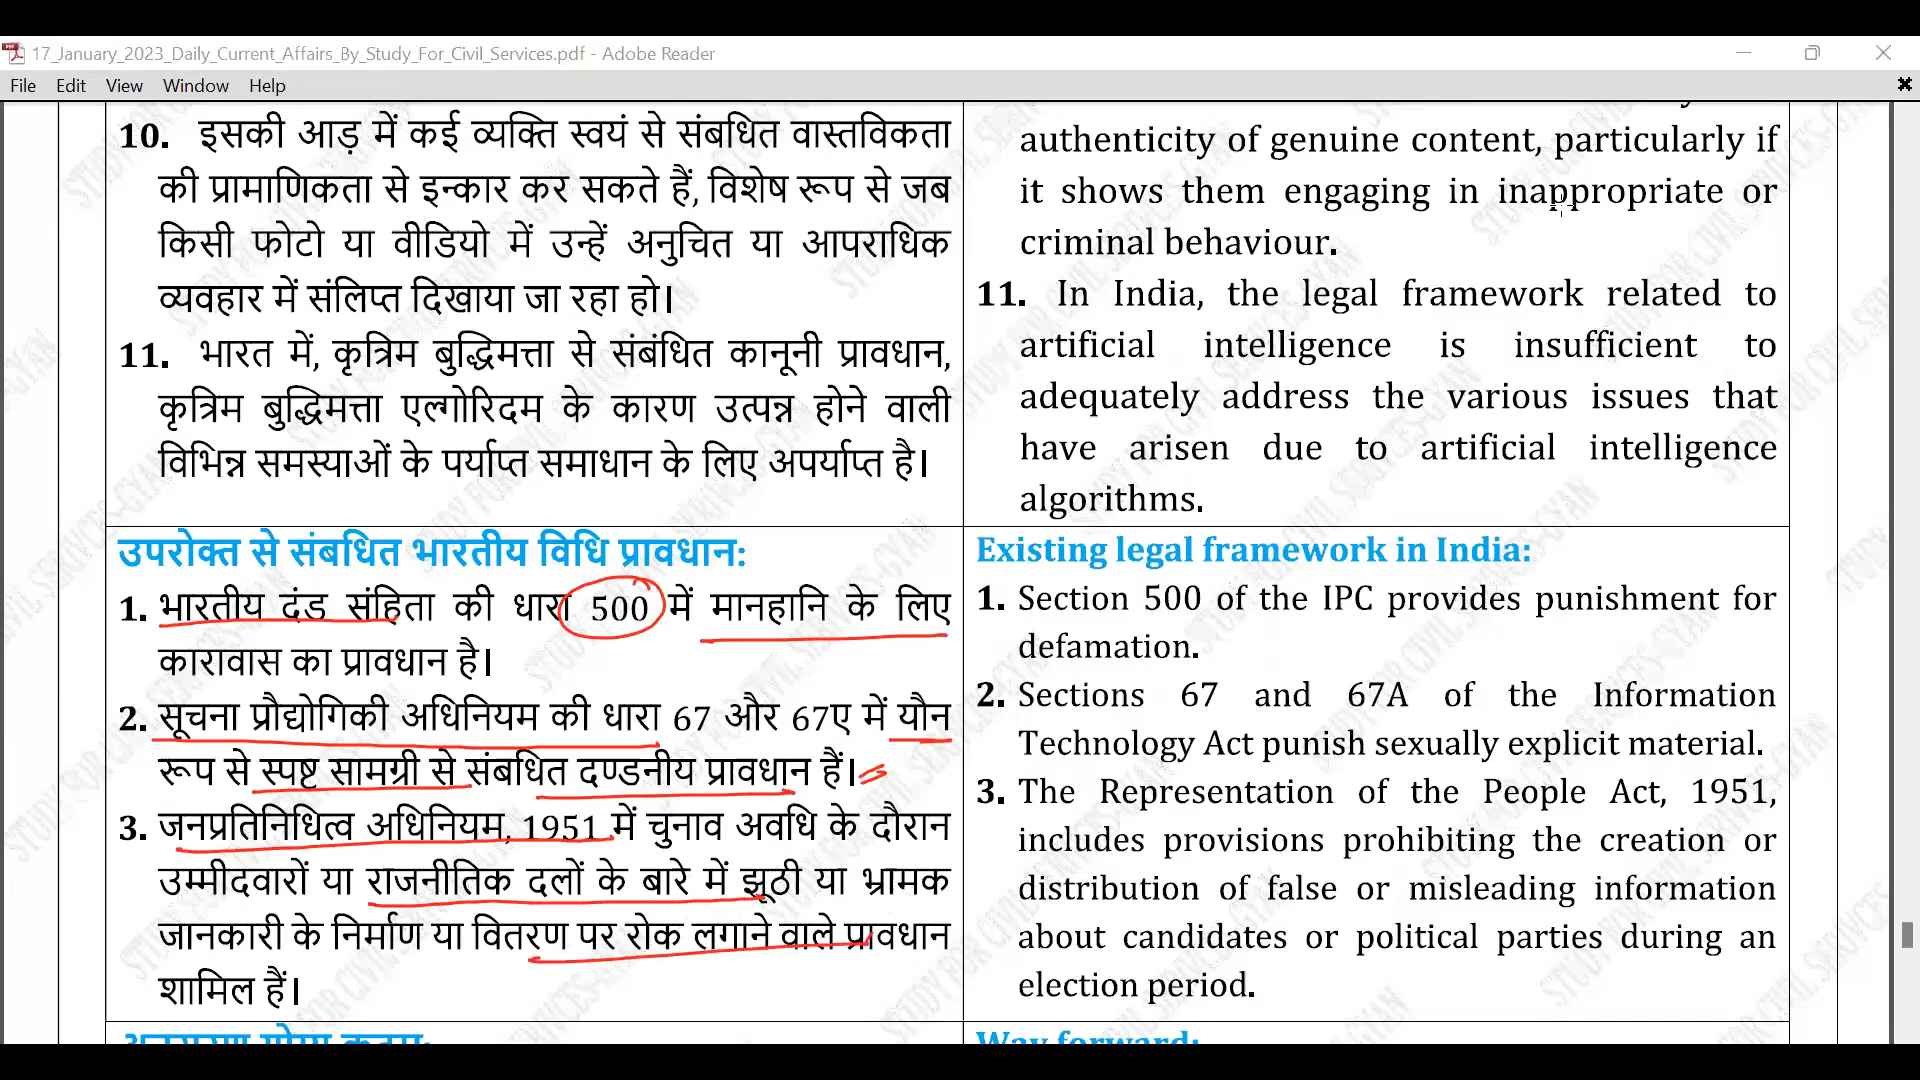 17_January_2023_Daily_Current_Affairs_By_Study_For_Civil_Services.pdf - Adobe Reader
File Edit View Window Help
10. इसकी आड़ में कई व्यक्ति स्वयं से संबधित वास्तविकता
की प्रामाणिकता से इन्कार कर सकते हैं, विशेष रूप से जब
किसी फोटो या वीडियो में उन्हें अनुचित या आपराधिक
व्यवहार में संलिप्त दिखाया जा रहा हो।
11. भारत में, कृत्रिम बुद्धिमत्ता से संबंधित कानूनी प्रावधान,
कृत्रिम बुद्धिमत्ता एल्गोरिदम के कारण उत्पन्न होने वाली
विभिन्न समस्याओं के पर्याप्त समाधान के लिए अपर्याप्त है।
authenticity of genuine content, particularly if
it shows them engaging in inappropriate or
criminal behaviour.
11. In India, the legal framework related to
artificial intelligence is insufficient to
adequately address the various issues that
have arisen due to artificial intelligence
algorithms.
उपरोक्त से संबधित भारतीय विधि प्रावधान:
1. भारतीय दंड संहिता की धारा 500 में मानहानि के लिए
कारावास का प्रावधान है।
2. सूचना प्रौद्योगिकी अधिनियम की धारा 67 और 67ए में यौन
रूप से स्पष्ट सामग्री से संबधित दण्डनीय प्रावधान हैं।
3. जनप्रतिनिधित्व अधिनियम, 1951 में चुनाव अवधि के दौरान
उम्मीदवारों या राजनीतिक दलों के बारे में झूठी या भ्रामक
जानकारी के निर्माण या वितरण पर रोक लगाने वाले प्रावधान
शामिल हैं।
Existing legal framework in India:
1. Section 500 of the IPC provides punishment for
defamation.
2. Sections 67 and 67A of the Information
Technology Act punish sexually explicit material.
3. The Representation of the People Act, 1951,
includes provisions prohibiting the creation or
distribution of false or misleading information
about candidates or political parties during an
election period.
Way forward: